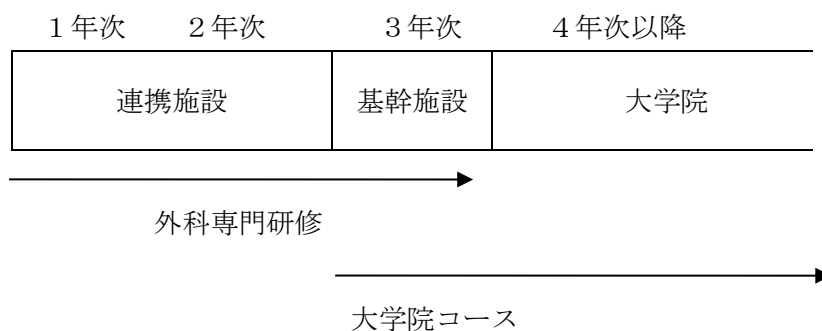 １年次　２年次　３年次　４年次以降
連携施設　基幹施設　大学院
外科専門研修
大学院コース